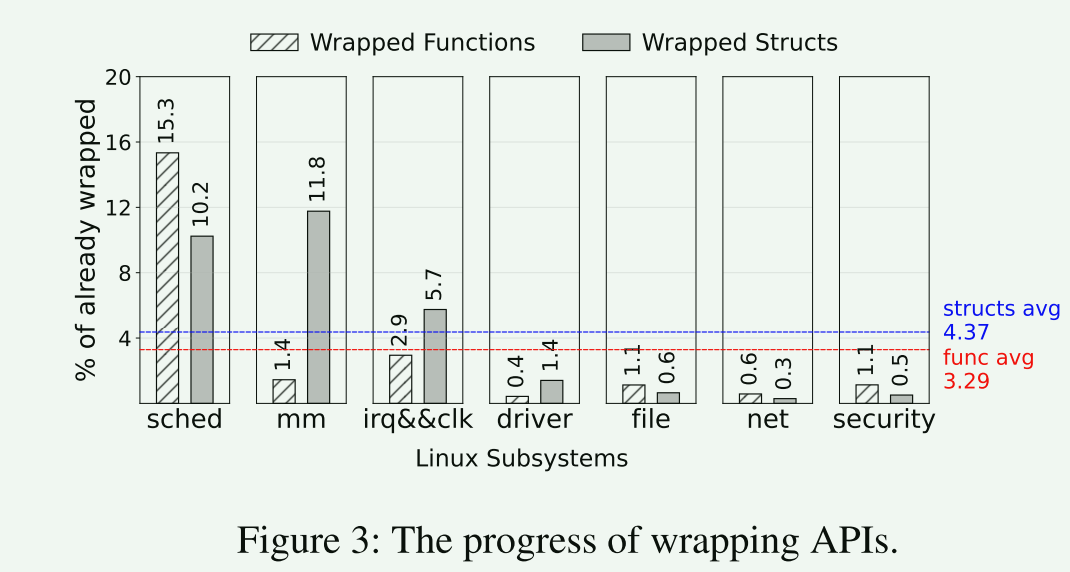 Wrapped Functions Wrapped Structs
% of already wrapped
20
16
12
8
4
15.3 10.2
1.4 11.8
2.9 5.7
0.4 1.4
1.1 0.6
0.6 0.3
1.1 0.5
structs avg
4.37
func avg
3.29
sched mm irq&&clk driver file net security
Linux Subsystems
Figure 3: The progress of wrapping APIs.